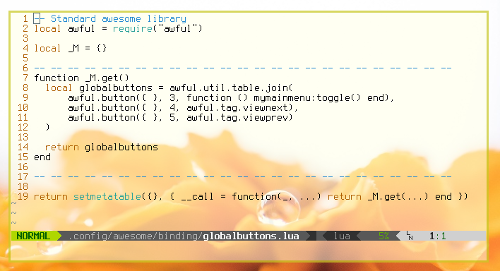 1 -- Standard awesome library
2 local awful = require("awful")
3
4 local _M = {}
5
6 -- -- -- -- -- -- -- -- -- -- -- -- -- -- -- -- -- -- -- -- -- -- --
7 function _M.get()
8 local globalbuttons = awful.util.table.join(
9 awful.button({ }, 3, function () mymainmenu:toggle() end),
10 awful.button({ }, 4, awful.tag.viewnext),
11 awful.button({ }, 5, awful.tag.viewprev)
12 )
13
14 return globalbuttons
15 end
16
17 -- -- -- -- -- -- -- -- -- -- -- -- -- -- -- -- -- -- -- -- -- -- --
18
19 return setmetatable({}, { __call = function(_, ...) return _M.get(...) end })
~
~
~
NORMAL .config/awesome/binding/globalbuttons.lua lua 5% LN 1:1